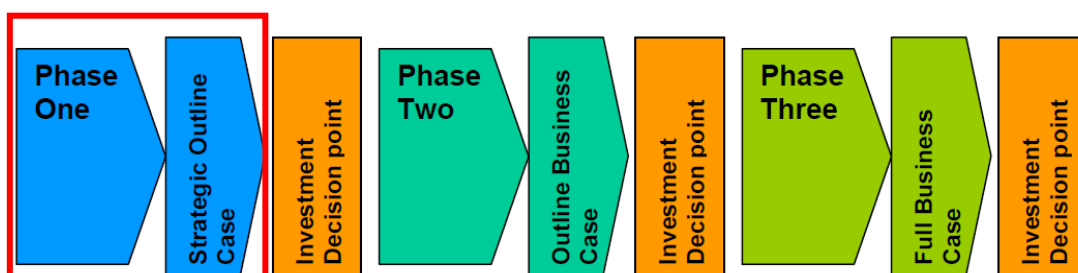 Phase
One
Strategic Outline
Case
Investment
Decision point
Phase
Two
Outline Business
Case
Investment
Decision point
Phase
Three
Full Business
Case
Investment
Decision point